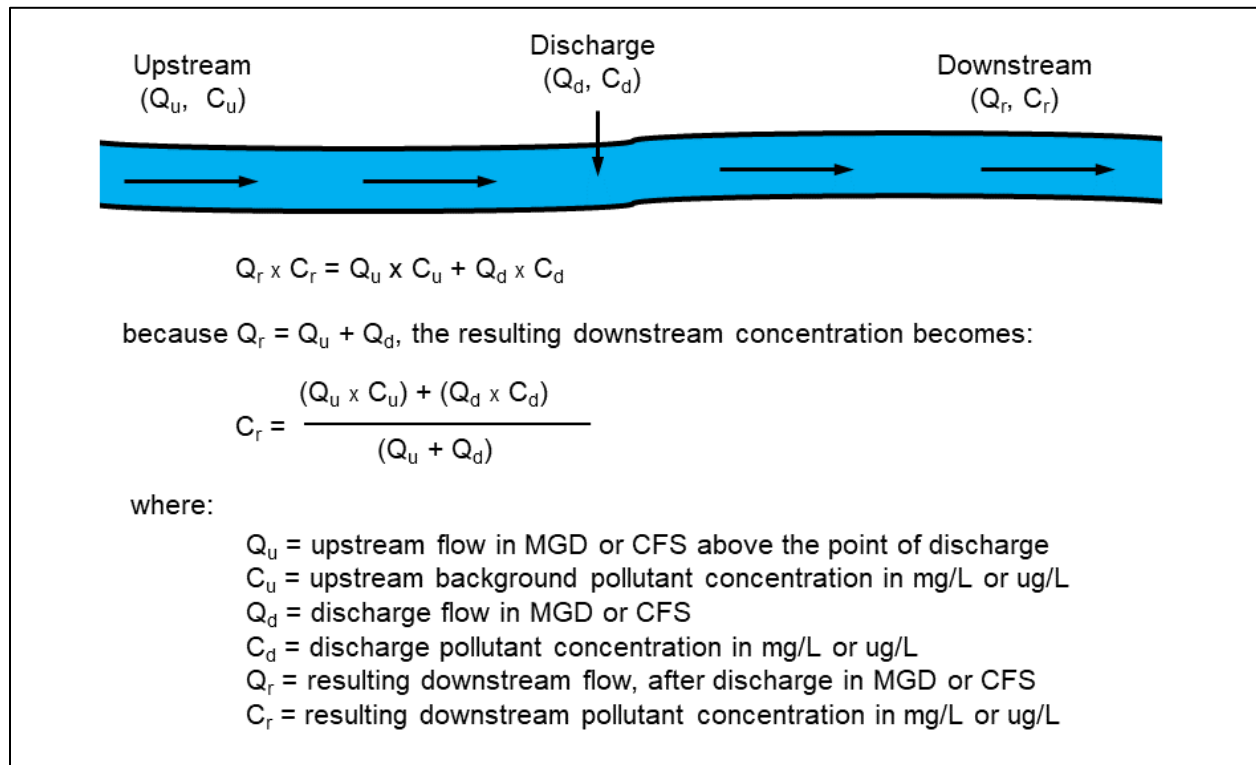 Upstream
(Qu, Cu)
Discharge
(Qd, Cd)
Downstream
(Qr, Cr)
Qr x Cr = Qu x Cu + Qd x Cd
because Qr = Qu + Qd, the resulting downstream concentration becomes:
(Qu x Cu) + (Qd x Cd)
Cr =
(Qu + Qd)
where:
Qu = upstream flow in MGD or CFS above the point of discharge
Cu = upstream background pollutant concentration in mg/L or ug/L
Qd = discharge flow in MGD or CFS
Cd = discharge pollutant concentration in mg/L or ug/L
Qr = resulting downstream flow, after discharge in MGD or CFS
Cr = resulting downstream pollutant concentration in mg/L or ug/L